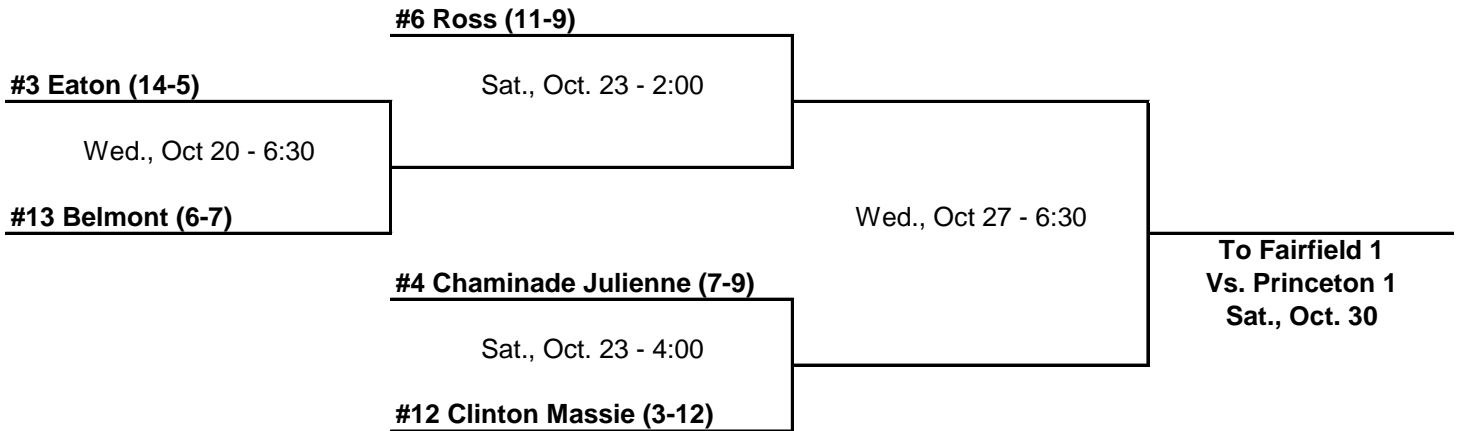 #6 Ross (11-9)
#3 Eaton (14-5)
Sat., Oct. 23 - 2:00
Wed., Oct 20 - 6:30
#13 Belmont (6-7)
Wed., Oct 27 - 6:30
To Fairfield 1
Vs. Princeton 1
Sat., Oct. 30
#4 Chaminade Julienne (7-9)
Sat., Oct. 23 - 4:00
#12 Clinton Massie (3-12)